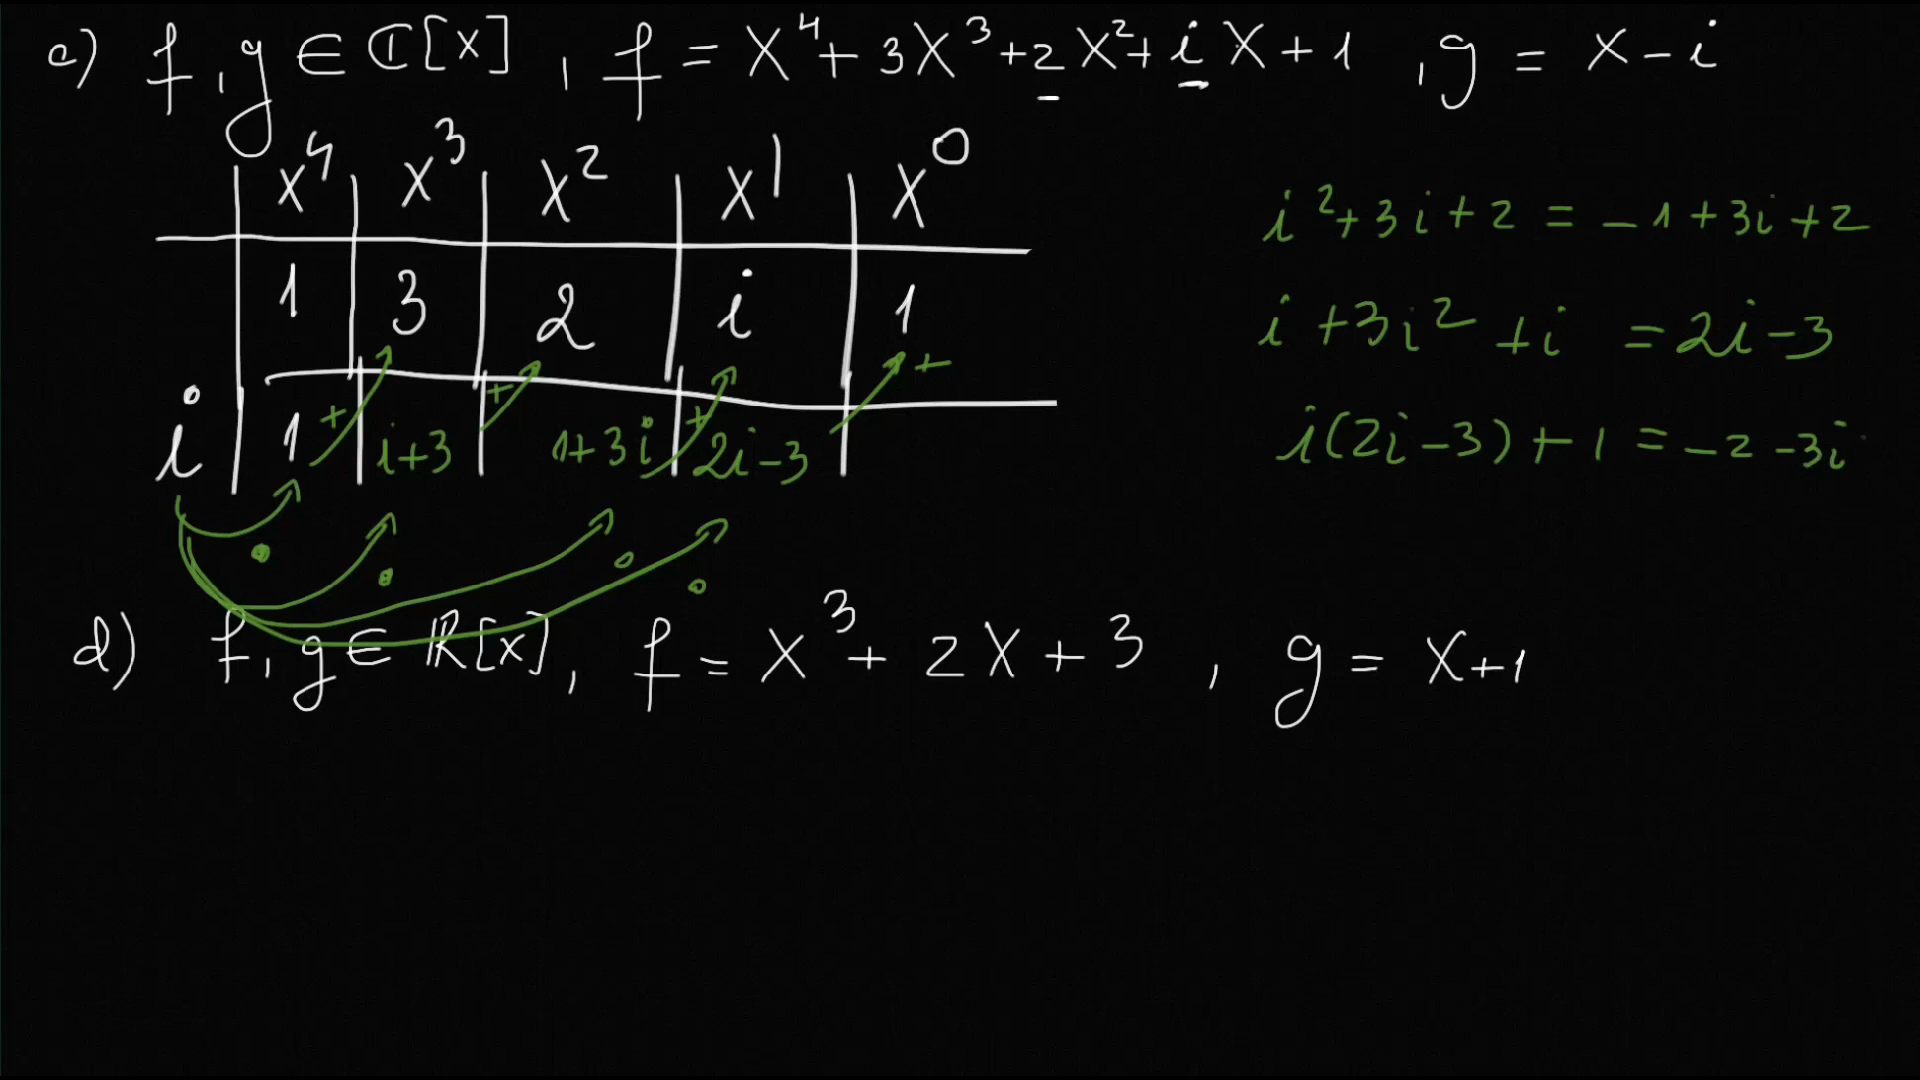 c) f, g ∈ ℂ[X], f = X⁴ + 3X³ + 2X² + iX + 1, g = X - i
X⁴ X³ X² X¹ X⁰
i² + 3i + 2 = -1 + 3i + 2
1 3 2 i 1
i + 3i² + i = 2i - 3
+ + + +
i 1 i+3 1+3i 2i-3
i(2i-3) + 1 = -2 -3i
d) f, g ∈ ℝ[X], f = X³ + 2X + 3, g = X+1